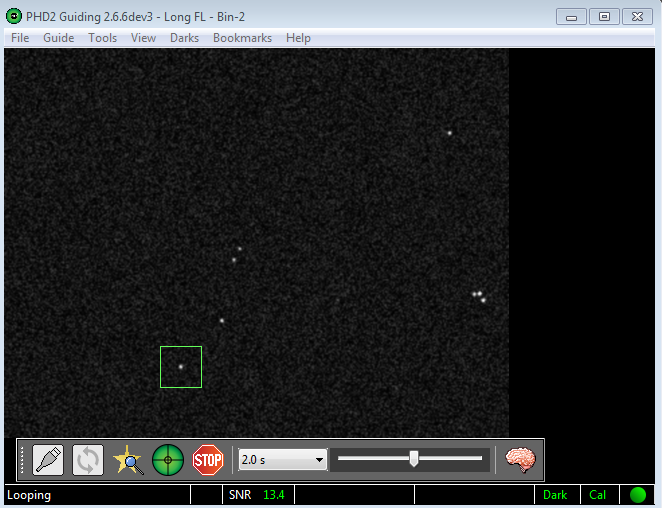 PHD2 Guiding 2.6.6dev3 - Long FL - Bin-2
File Guide Tools View Darks Bookmarks Help
STOP 2.0 s
Looping SNR 13.4 Dark Cal